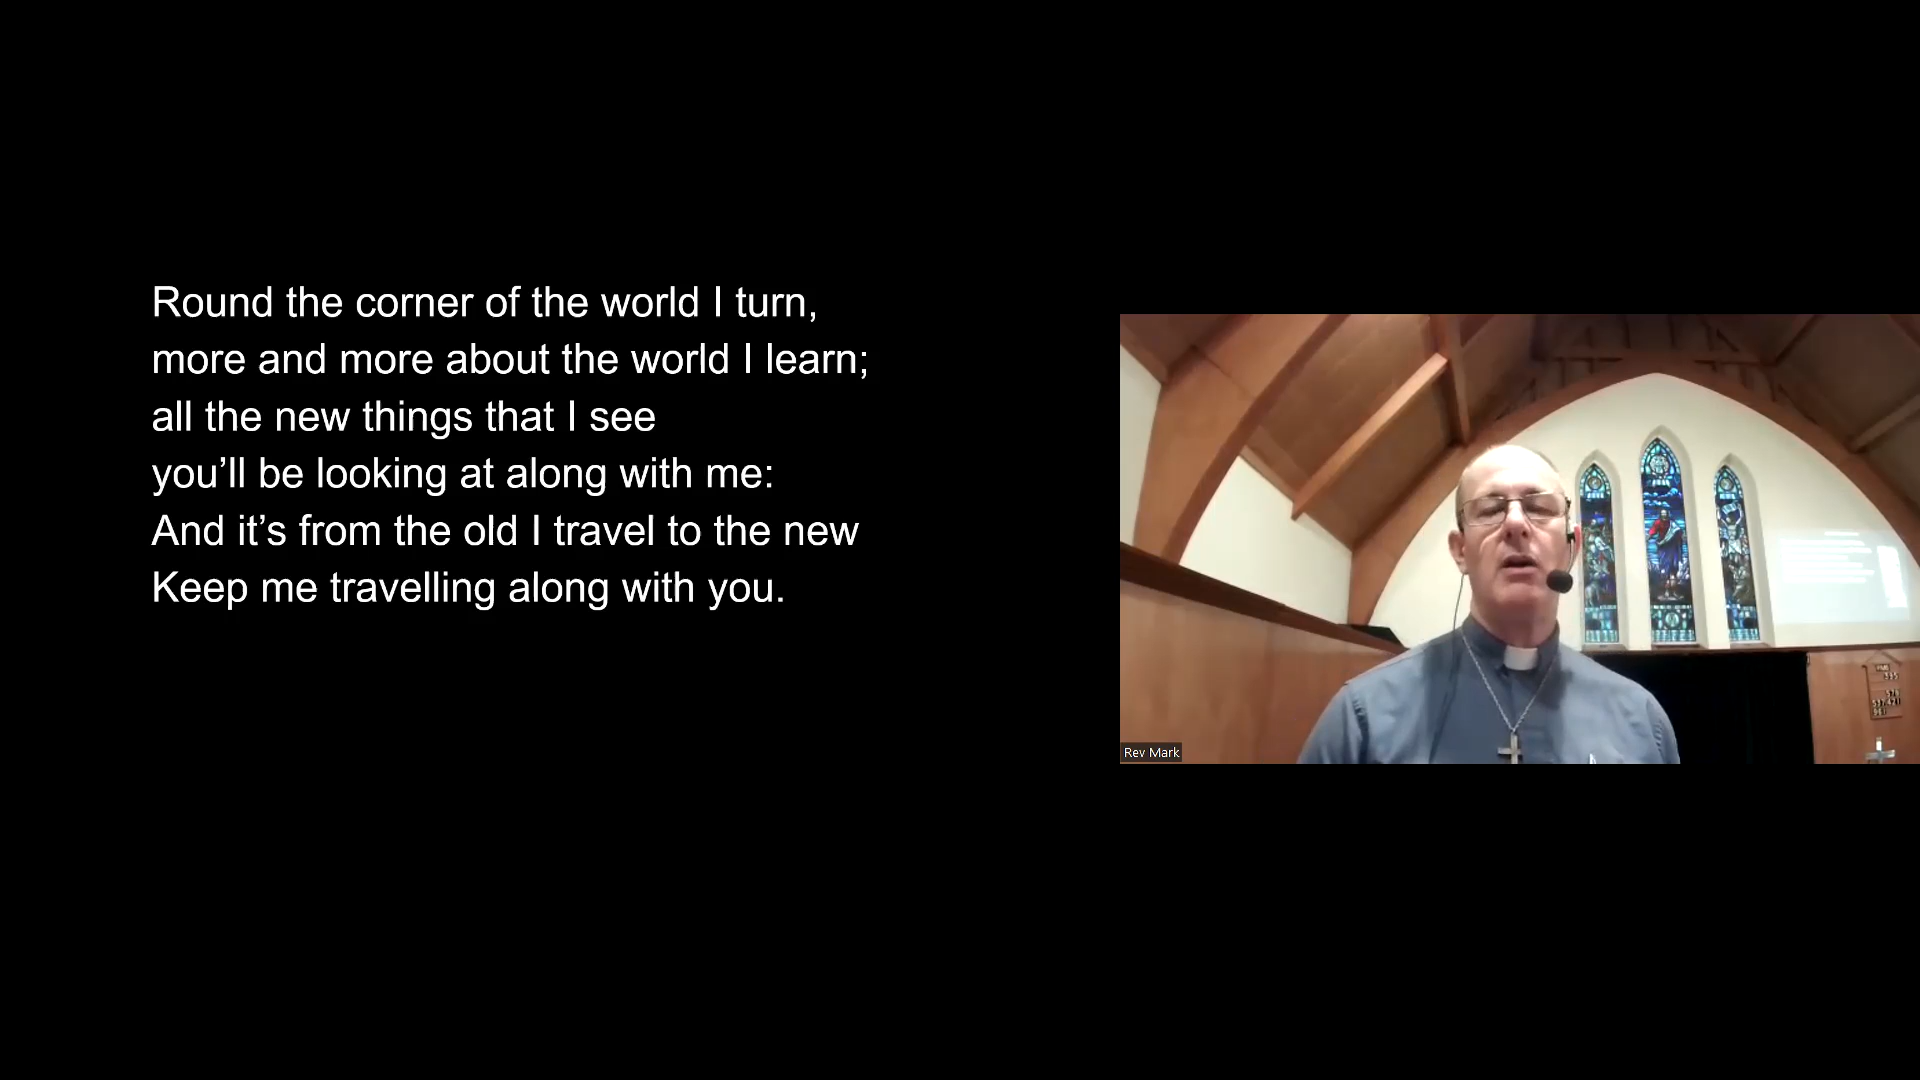 Round the corner of the world I turn,
more and more about the world I learn;
all the new things that I see
you’ll be looking at along with me:
And it’s from the old I travel to the new
Keep me travelling along with you.
Rev Mark